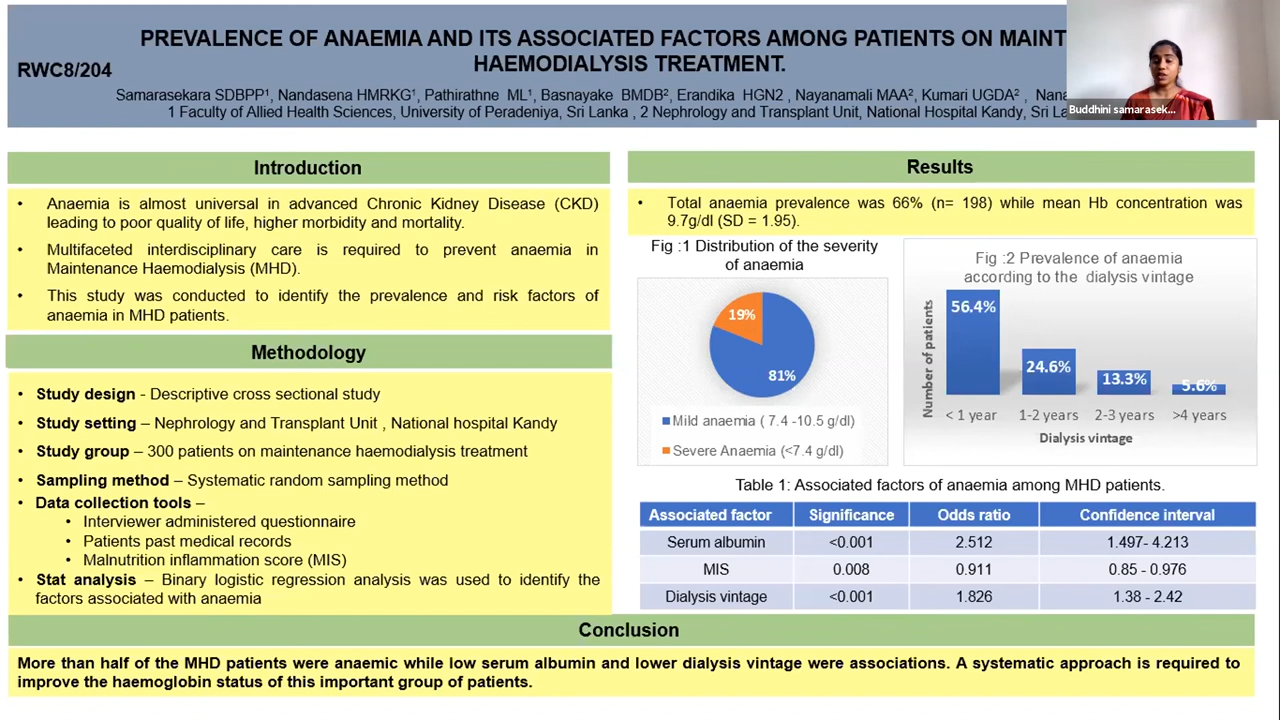 PREVALENCE OF ANAEMIA AND ITS ASSOCIATED FACTORS AMONG PATIENTS ON MAINT
HAEMODIALYSIS TREATMENT.
RWC8/204
Samarasekara SDBPP¹, Nandasena HMRKG¹, Pathirathne ML¹, Basnayake BMDB², Erandika HGN2 , Nayanamali MAA², Kumari UGDA² , Nana
1 Faculty of Allied Health Sciences, University of Peradeniya, Sri Lanka , 2 Nephrology and Transplant Unit, National Hospital Kandy, Sri La
Buddhini samarasek...
Introduction
• Anaemia is almost universal in advanced Chronic Kidney Disease (CKD)
leading to poor quality of life, higher morbidity and mortality.
• Multifaceted interdisciplinary care is required to prevent anaemia in
Maintenance Haemodialysis (MHD).
• This study was conducted to identify the prevalence and risk factors of
anaemia in MHD patients.
Methodology
• Study design - Descriptive cross sectional study
• Study setting – Nephrology and Transplant Unit , National hospital Kandy
• Study group – 300 patients on maintenance haemodialysis treatment
• Sampling method – Systematic random sampling method
• Data collection tools –
• Interviewer administered questionnaire
• Patients past medical records
• Malnutrition inflammation score (MIS)
• Stat analysis – Binary logistic regression analysis was used to identify the
factors associated with anaemia
Results
• Total anaemia prevalence was 66% (n= 198) while mean Hb concentration was
9.7g/dl (SD = 1.95).
Fig :1 Distribution of the severity
of anaemia
19%
81%
Mild anaemia ( 7.4 -10.5 g/dl)
Severe Anaemia (<7.4 g/dl)
Fig :2 Prevalence of anaemia
according to the dialysis vintage
Number of patients
56.4%
24.6%
13.3%
5.6%
< 1 year 1-2 years 2-3 years >4 years
Dialysis vintage
Table 1: Associated factors of anaemia among MHD patients.
Associated factor Significance Odds ratio Confidence interval
Serum albumin <0.001 2.512 1.497- 4.213
MIS 0.008 0.911 0.85 - 0.976
Dialysis vintage <0.001 1.826 1.38 - 2.42
Conclusion
More than half of the MHD patients were anaemic while low serum albumin and lower dialysis vintage were associations. A systematic approach is required to
improve the haemoglobin status of this important group of patients.